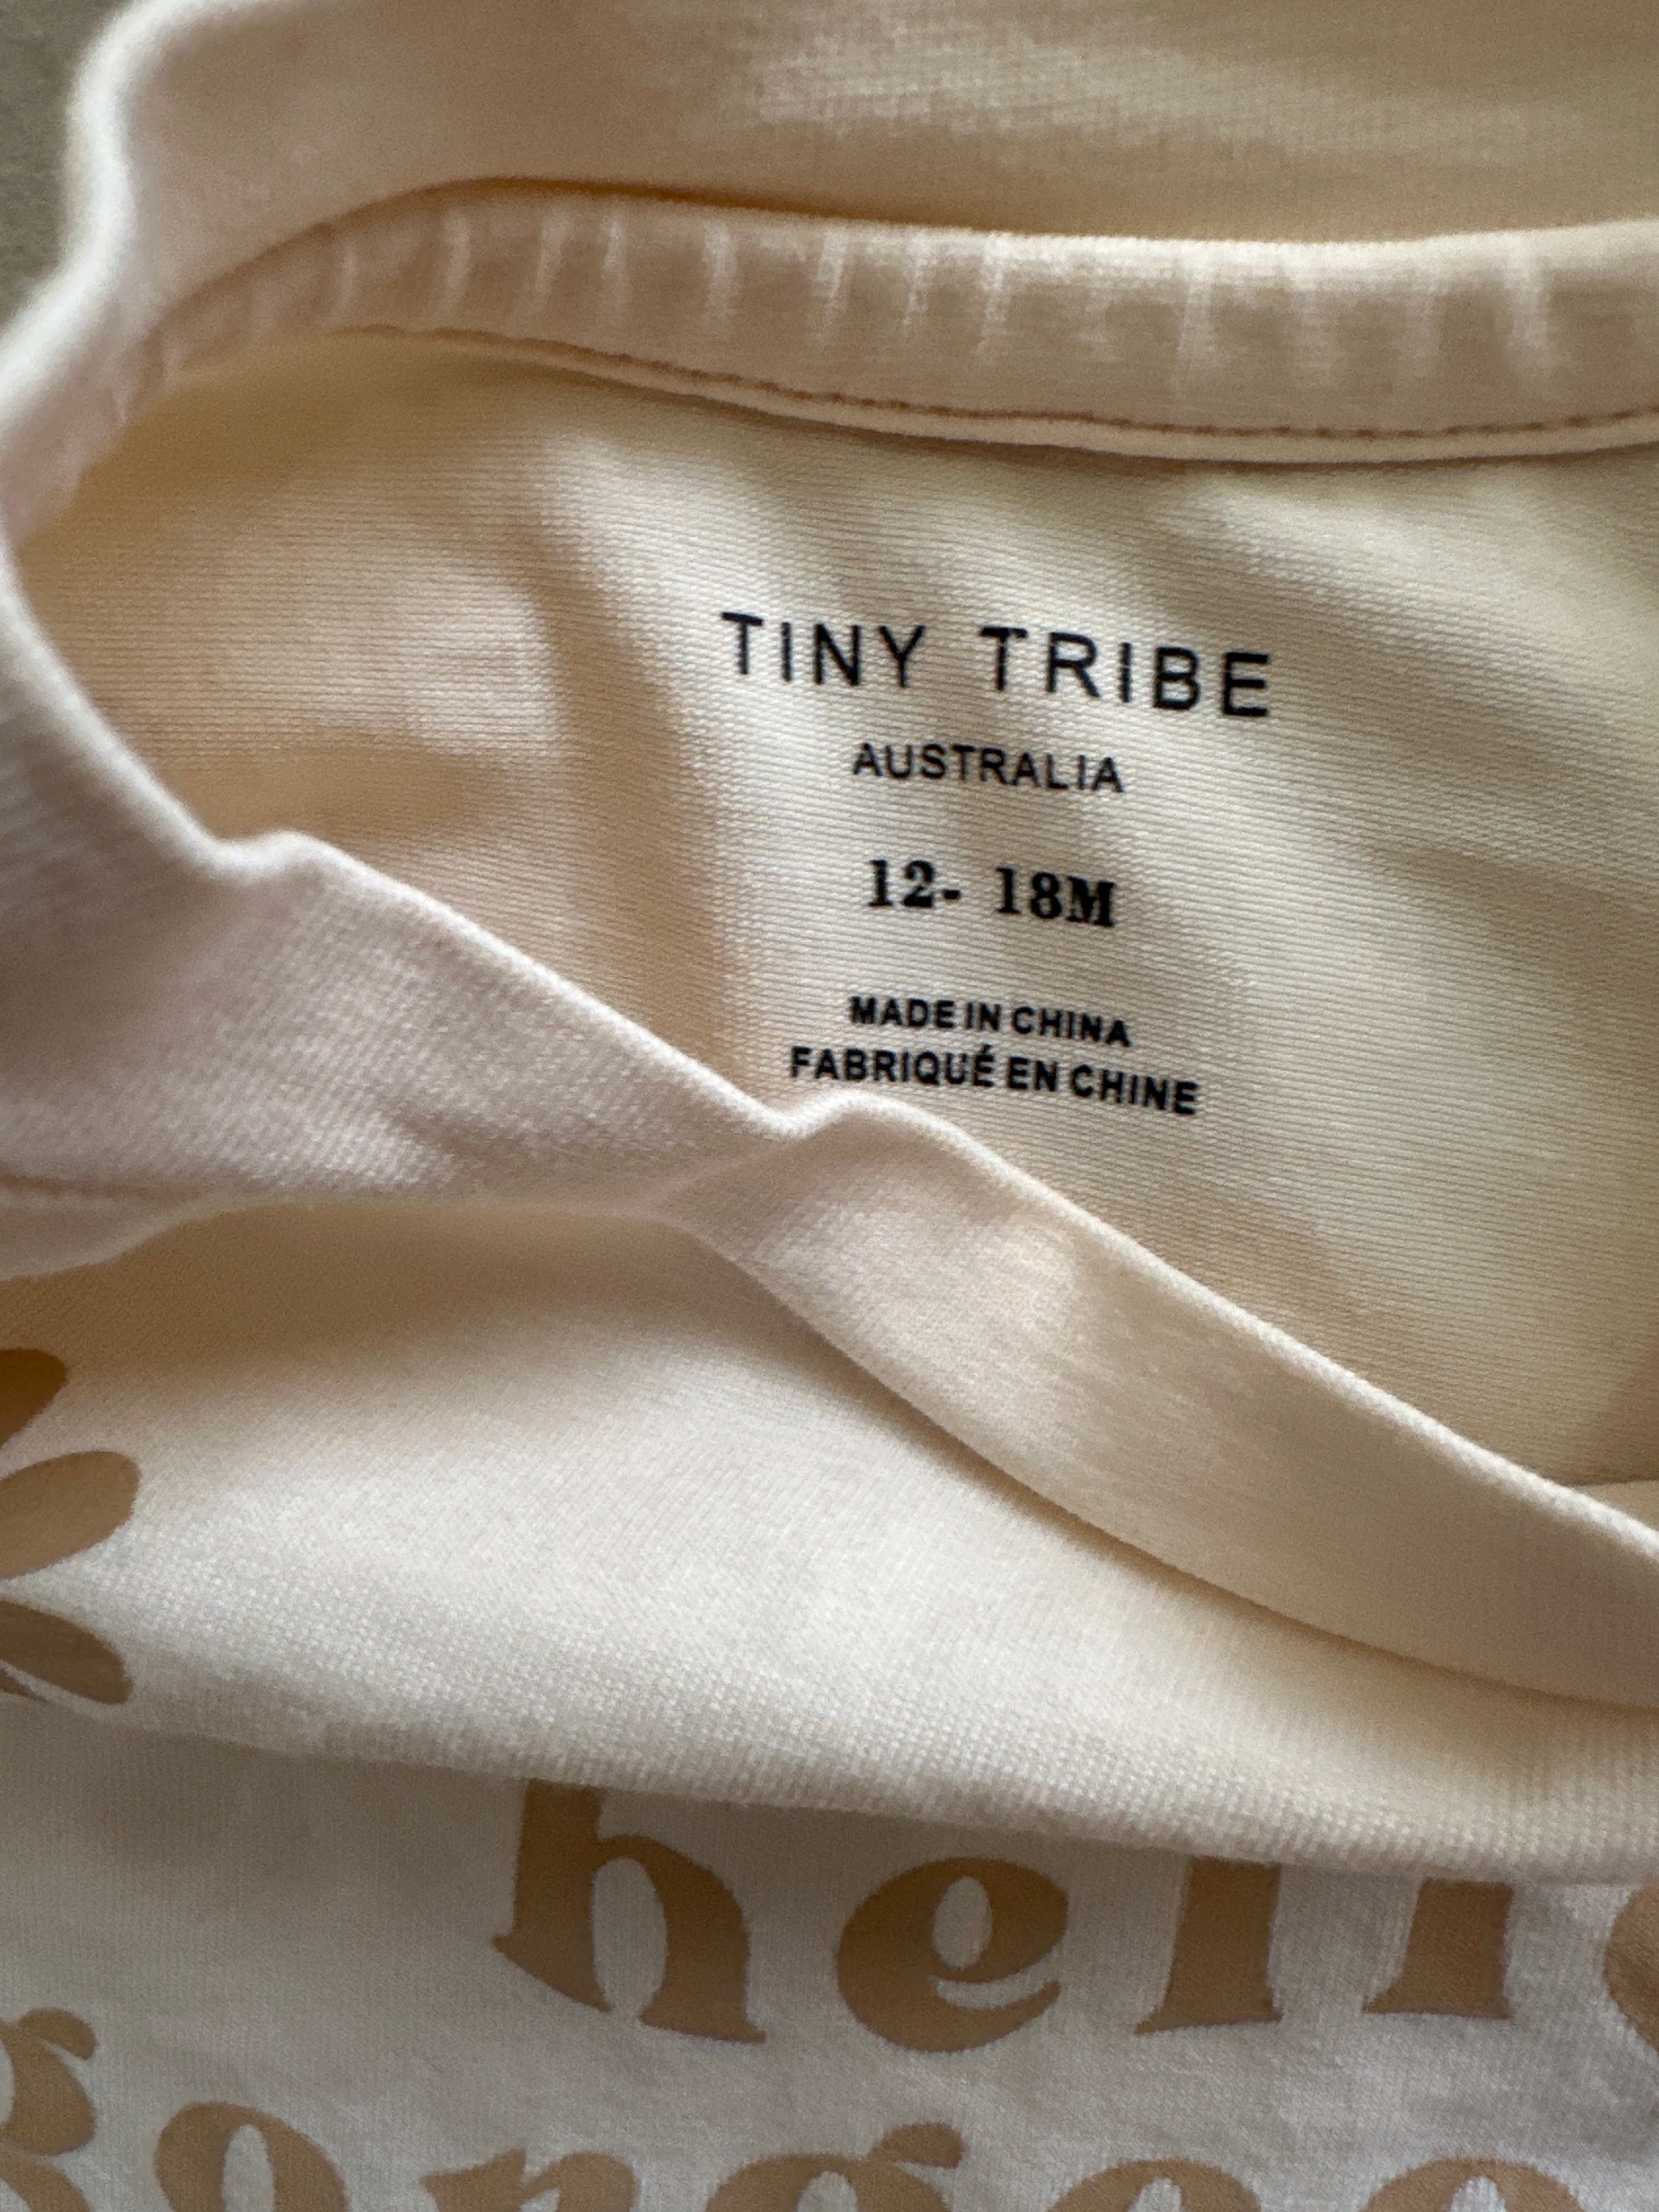 TINY TRIBE
AUSTRALIA
12- 18M
MADE IN CHINA
FABRIQUÉ EN CHINE